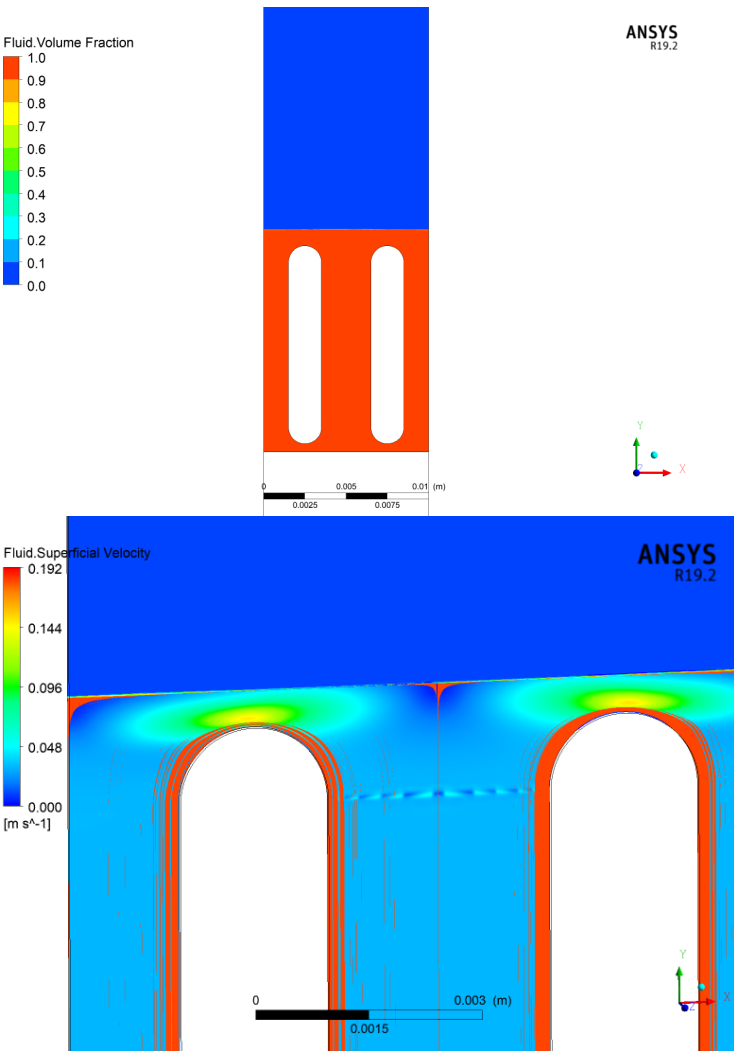 Fluid.Volume Fraction
ANSYS
R19.2
1.0
0.9
0.8
0.7
0.6
0.5
0.4
0.3
0.2
0.1
0.0
Y
Z
X
0 0.005 0.01 (m)
0.0025 0.0075
Fluid.Superficial Velocity
ANSYS
R19.2
0.192
0.144
0.096
0.048
0.000
[m s^-1]
Y
X
Z
0 0.003 (m)
0.0015